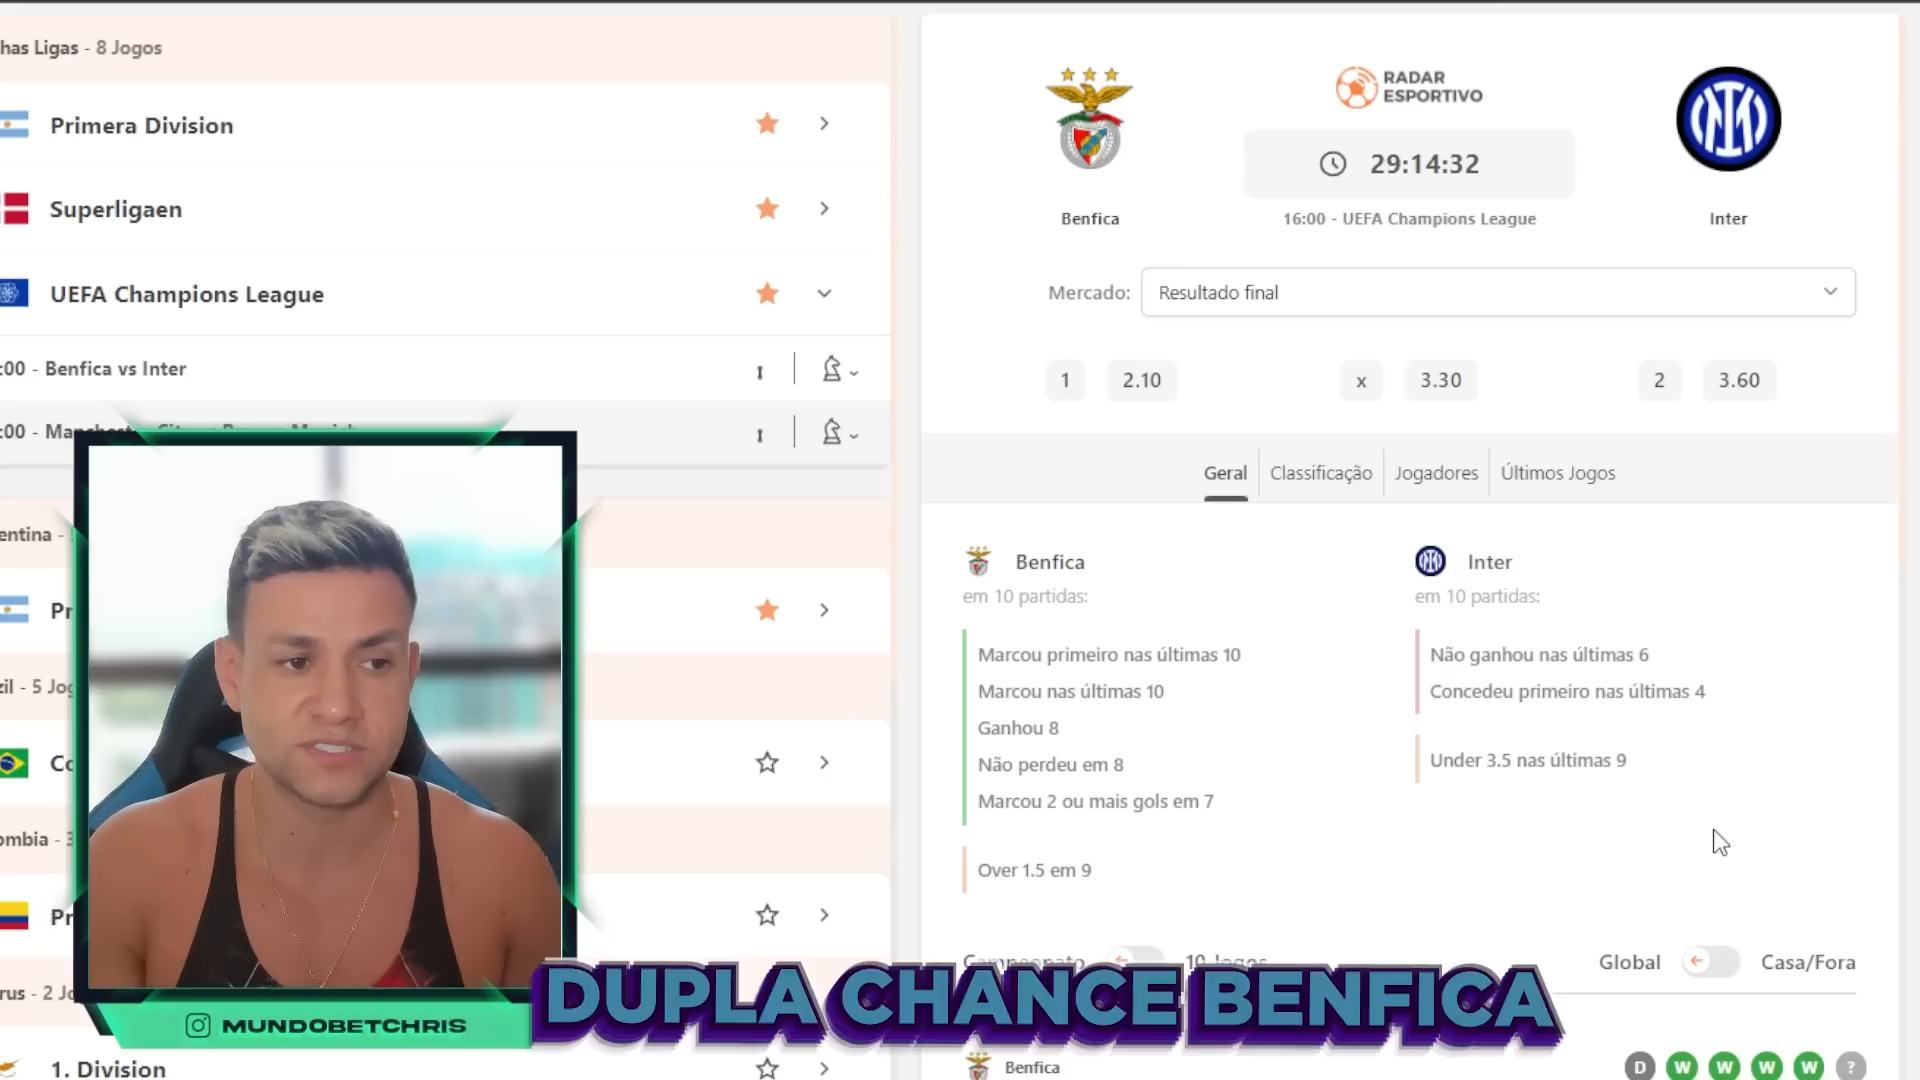 has Ligas - 8 Jogos
Primera Division
Superligaen
UEFA Champions League
:00 - Benfica vs Inter
:00 -
entina -
Pr
zil - 5 Jog
Co
ombia - 3
Pr
rus - 2 Jo
1. Division
RADAR
ESPORTIVO
29:14:32
16:00 - UEFA Champions League
Benfica
Inter
Mercado:
Resultado final
1 2.10
x 3.30
2 3.60
Geral
Classificação
Jogadores
Últimos Jogos
Benfica
em 10 partidas:
Marcou primeiro nas últimas 10
Marcou nas últimas 10
Ganhou 8
Não perdeu em 8
Marcou 2 ou mais gols em 7
Over 1.5 em 9
Inter
em 10 partidas:
Não ganhou nas últimas 6
Concedeu primeiro nas últimas 4
Under 3.5 nas últimas 9
Campeonato
10 Jogos
Global
Casa/Fora
DUPLA CHANCE BENFICA
MUNDOBETCHRIS
Benfica
D W W W W ?